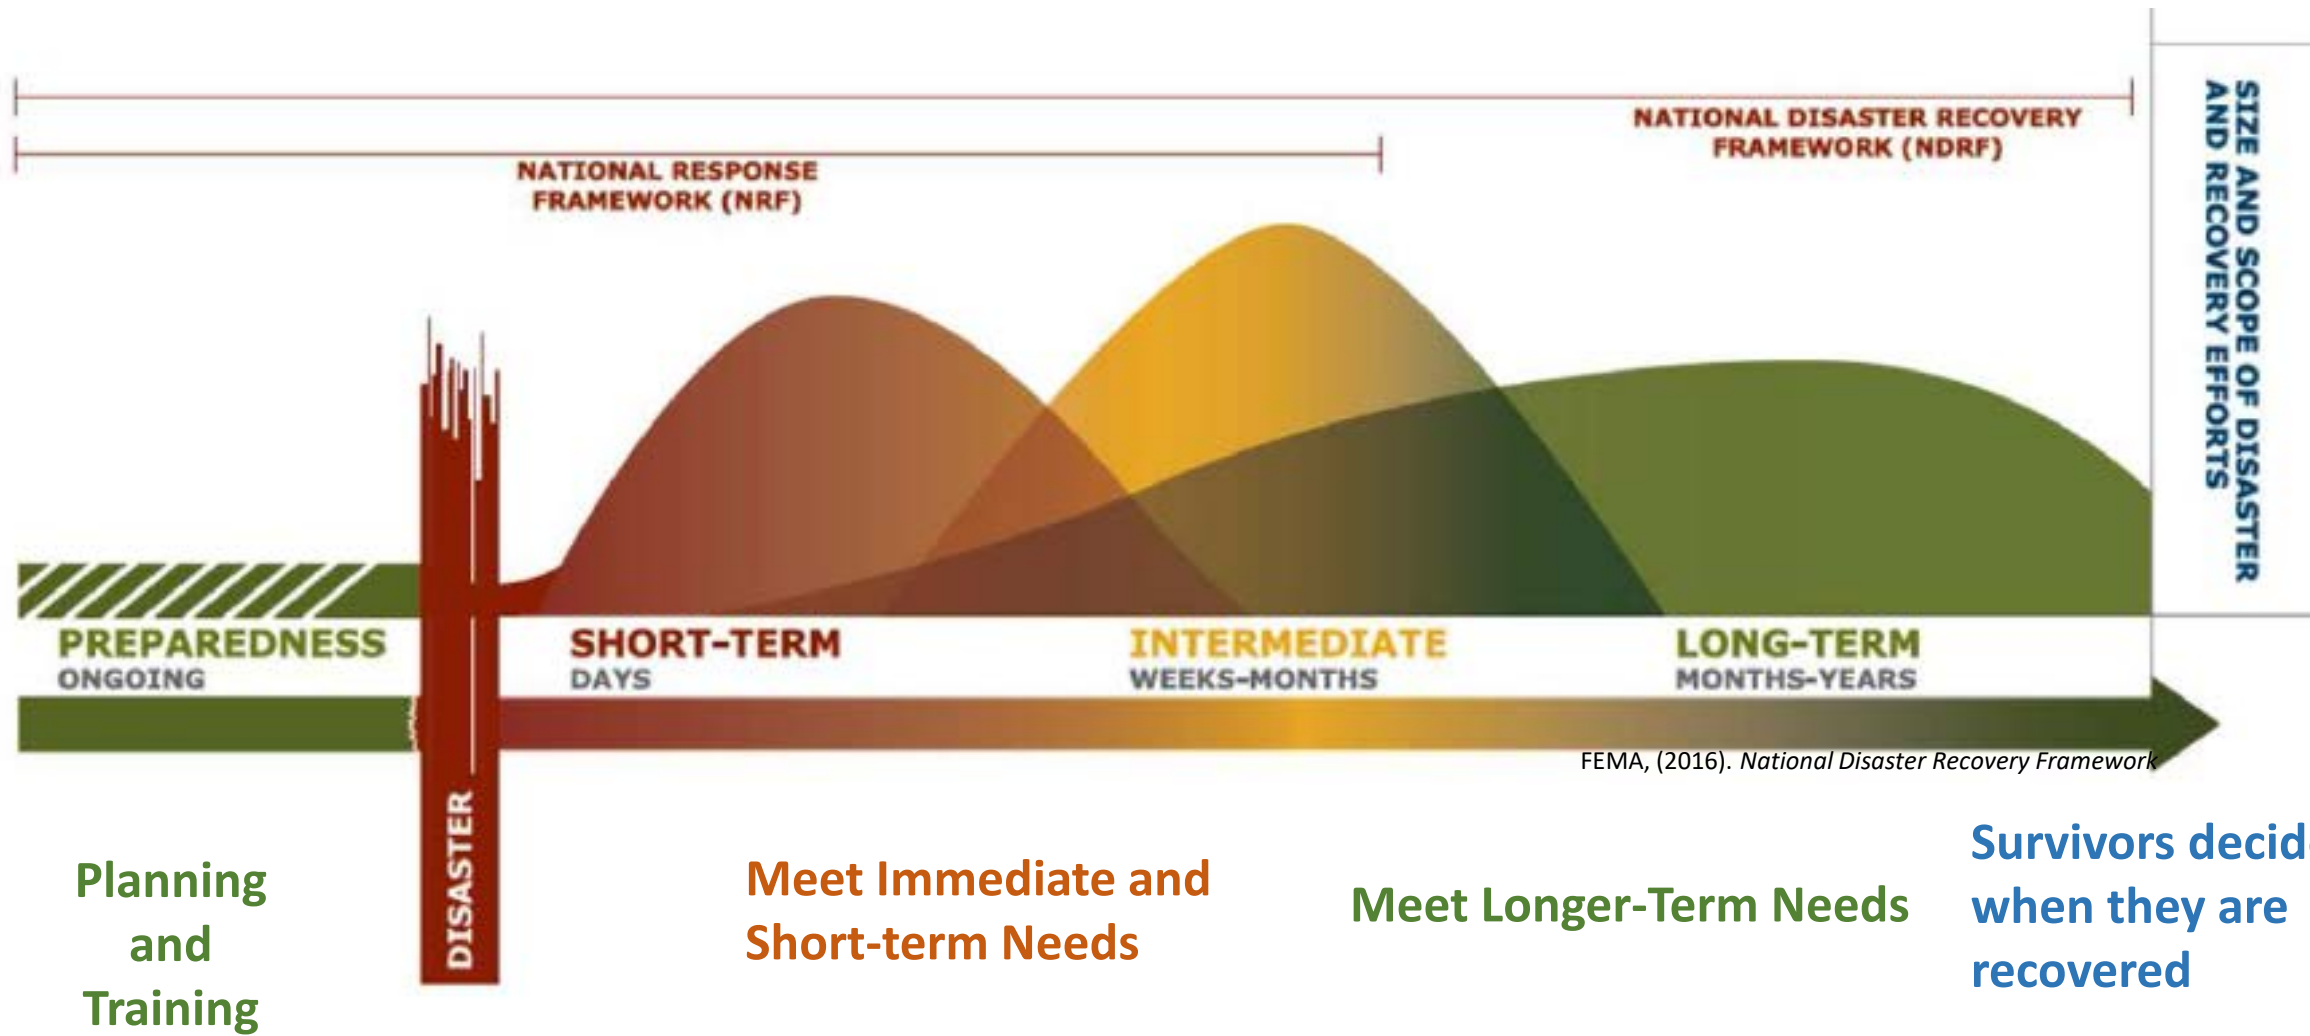 NATIONAL DISASTER RECOVERY
FRAMEWORK (NDRF)
NATIONAL RESPONSE
FRAMEWORK (NRF)
SIZE AND SCOPE OF DISASTER
AND RECOVERY EFFORTS
PREPAREDNESS
ONGOING
SHORT-TERM
DAYS
INTERMEDIATE
WEEKS-MONTHS
LONG-TERM
MONTHS-YEARS
FEMA, (2016). National Disaster Recovery Framework
DISASTER
Planning
and
Training
Meet Immediate and
Short-term Needs
Meet Longer-Term Needs
Survivors decid
when they are
recovered